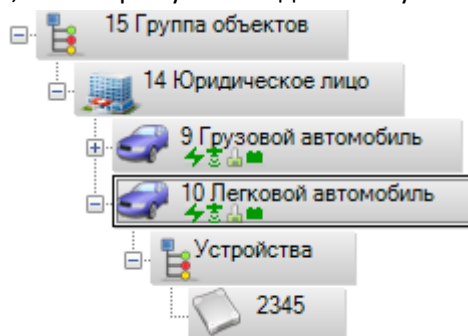 15 Группа объектов
14 Юридическое лицо
9 Грузовой автомобиль
10 Легковой автомобиль
Устройства
2345